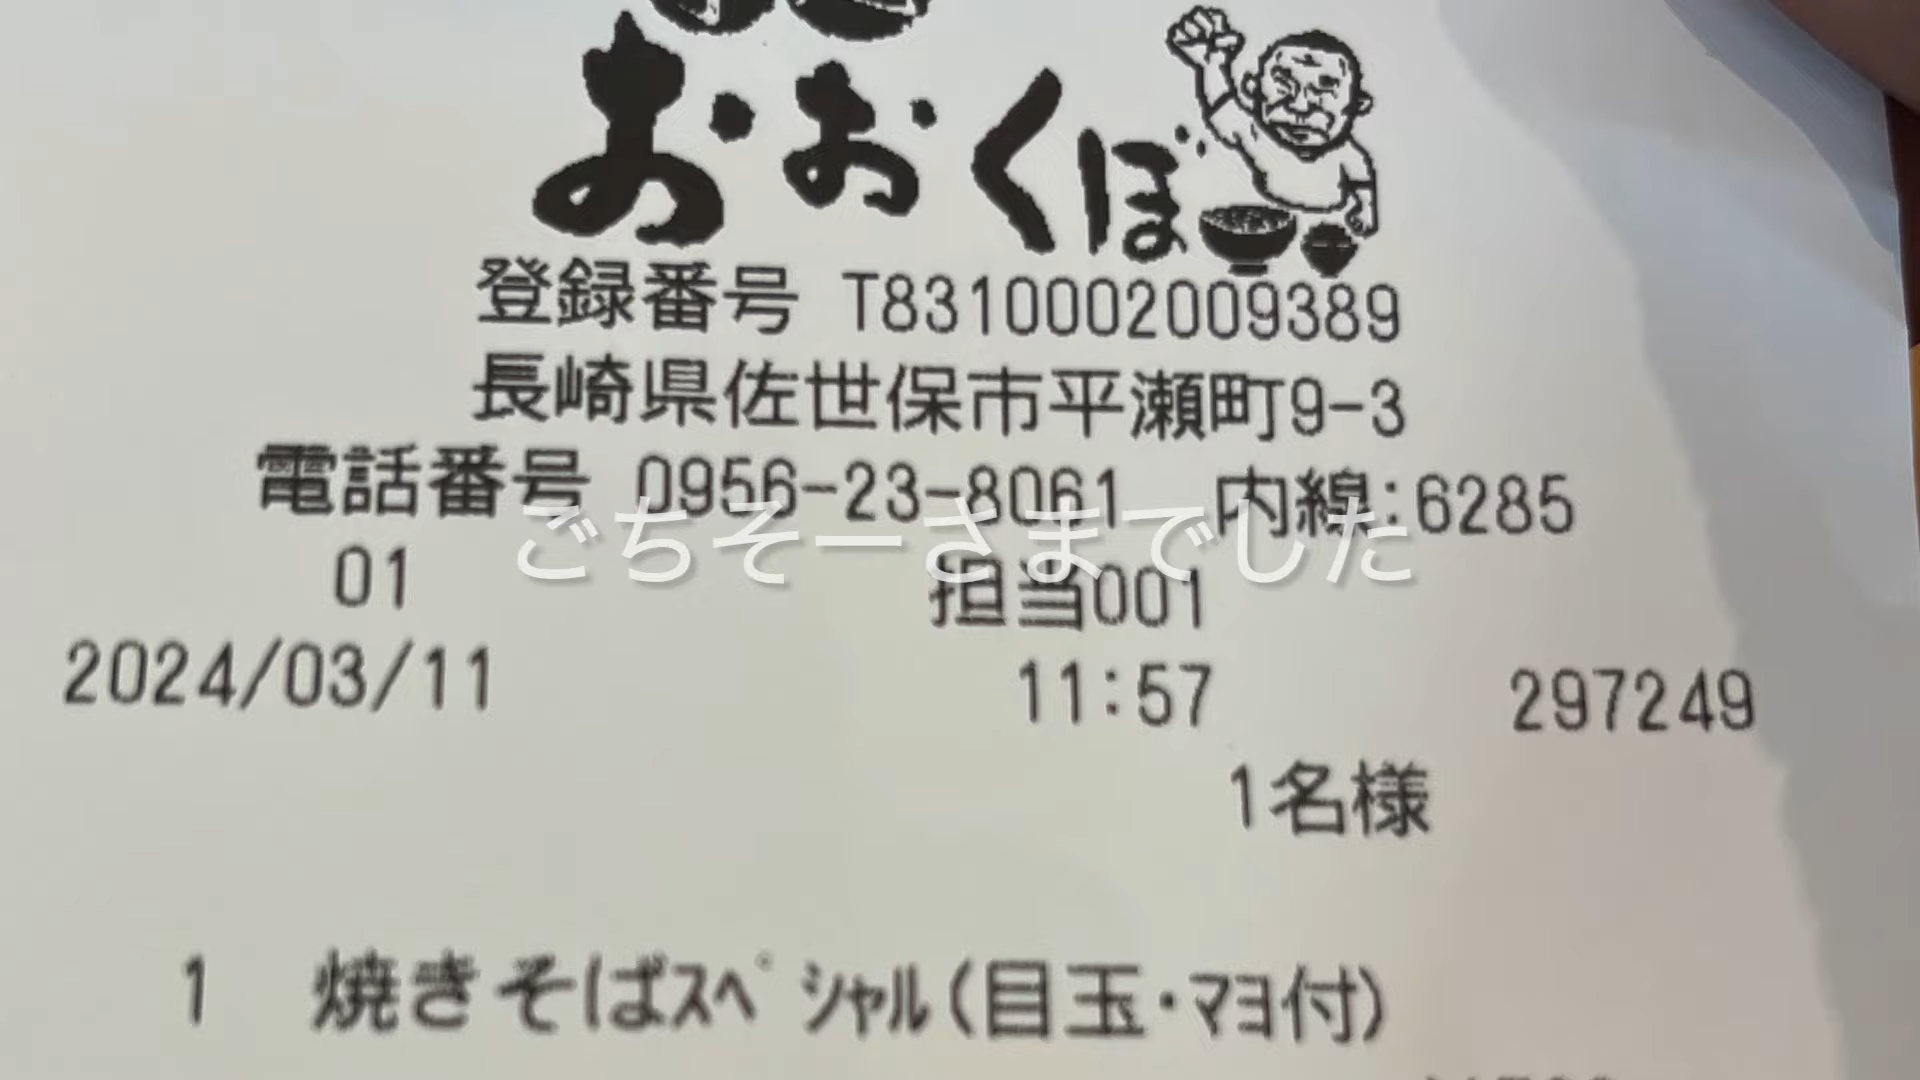 おおくぼ
登録番号 T8310002009389
長崎県佐世保市平瀬町9-3
電話番号 0956-23-8061 内線:6285
ごちそーさまでした
01 担当001
2024/03/11 11:57 297249
1名様
1 焼きそばｽﾍﾟｼｬﾙ(目玉･ﾏﾖ付)